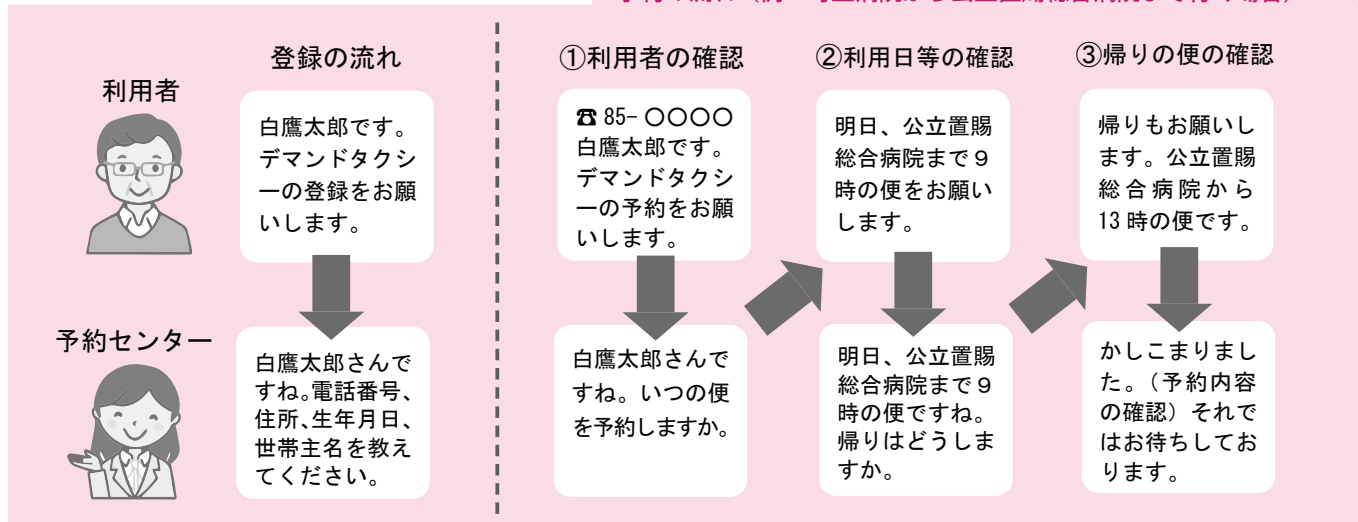 登録の流れ
利用者
白鷹太郎です。
デマンドタクシ
ーの登録をお願
いします。
予約センター
白鷹太郎さんで
すね。電話番号、
住所、生年月日、
世帯主名を教え
てください。
①利用者の確認
☎85-〇〇〇〇
白鷹太郎です。
デマンドタクシ
ーの予約をお願
いします。
白鷹太郎さんで
すね。いつの便
を予約しますか。
②利用日等の確認
明日、公立置賜
総合病院まで9
時の便をお願い
します。
明日、公立置賜
総合病院まで9
時の便ですね。
帰りはどうしま
すか。
③帰りの便の確認
帰りもお願いし
ます。公立置賜
総合病院から
13時の便です。
かしこまりまし
た。(予約内容
の確認)それで
はお待ちしてお
ります。